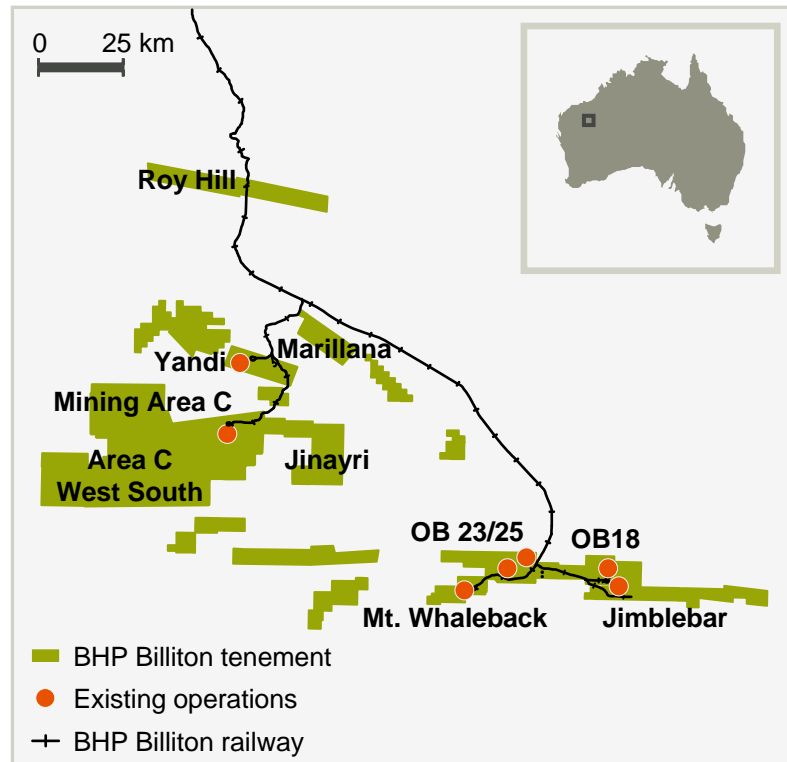 0 25 km
Roy Hill
Marillana
Yandi
Mining Area C
Area C
West South
Jinayri
OB 23/25
OB18
Mt. Whaleback
Jimblebar
BHP Billiton tenement
Existing operations
BHP Billiton railway